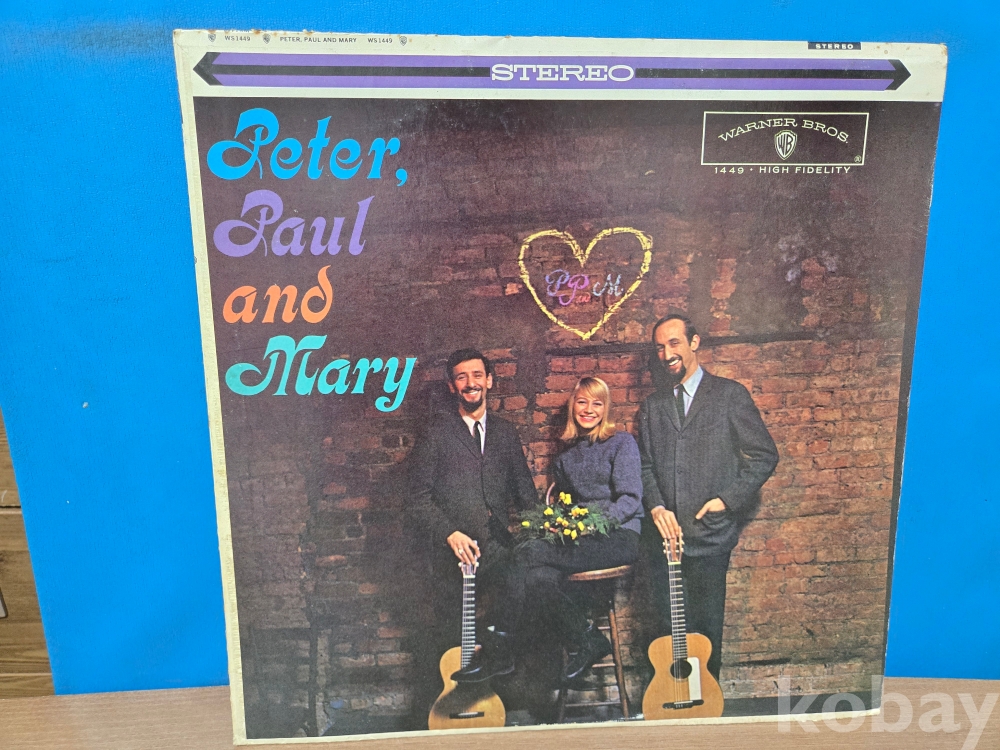 WS1449 PETER, PAUL AND MARY WS1449
STEREO
STEREO
Peter,
Paul
and
Mary
WARNER BROS.
WB
®
1449 • HIGH FIDELITY
PP
M
kobay